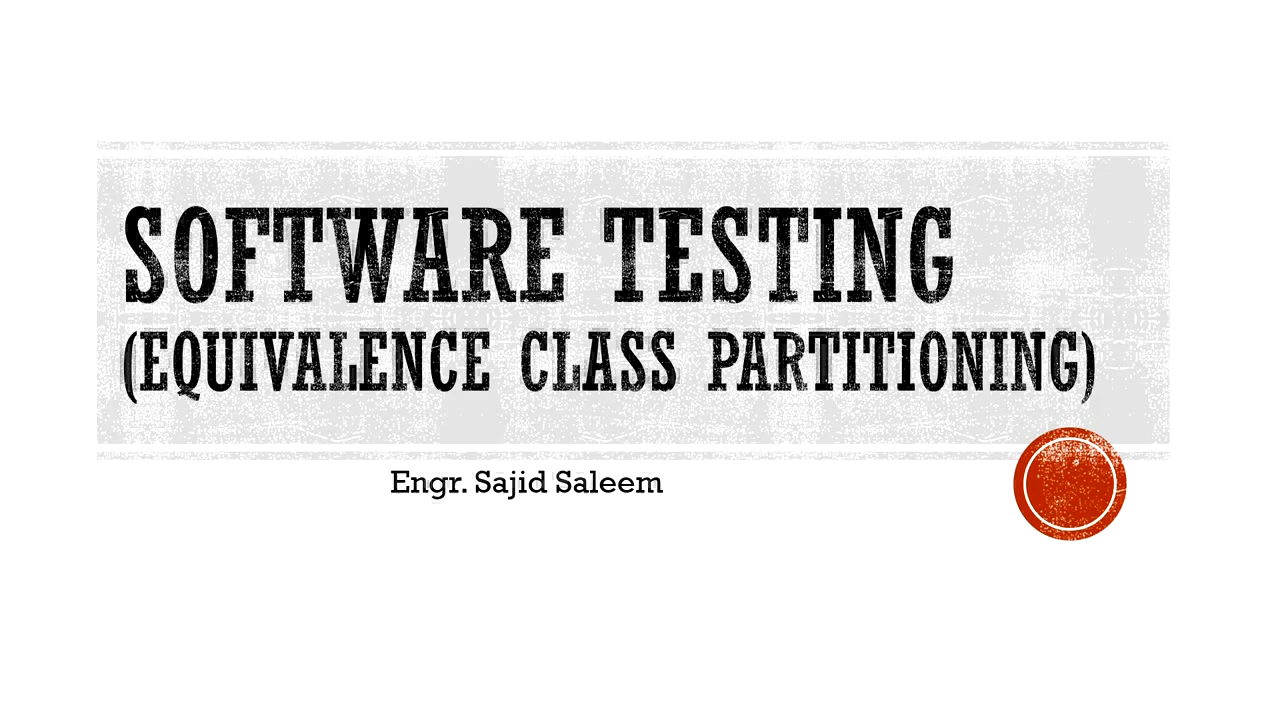 SOFTWARE TESTING
(EQUIVALENCE CLASS PARTITIONING)
Engr. Sajid Saleem